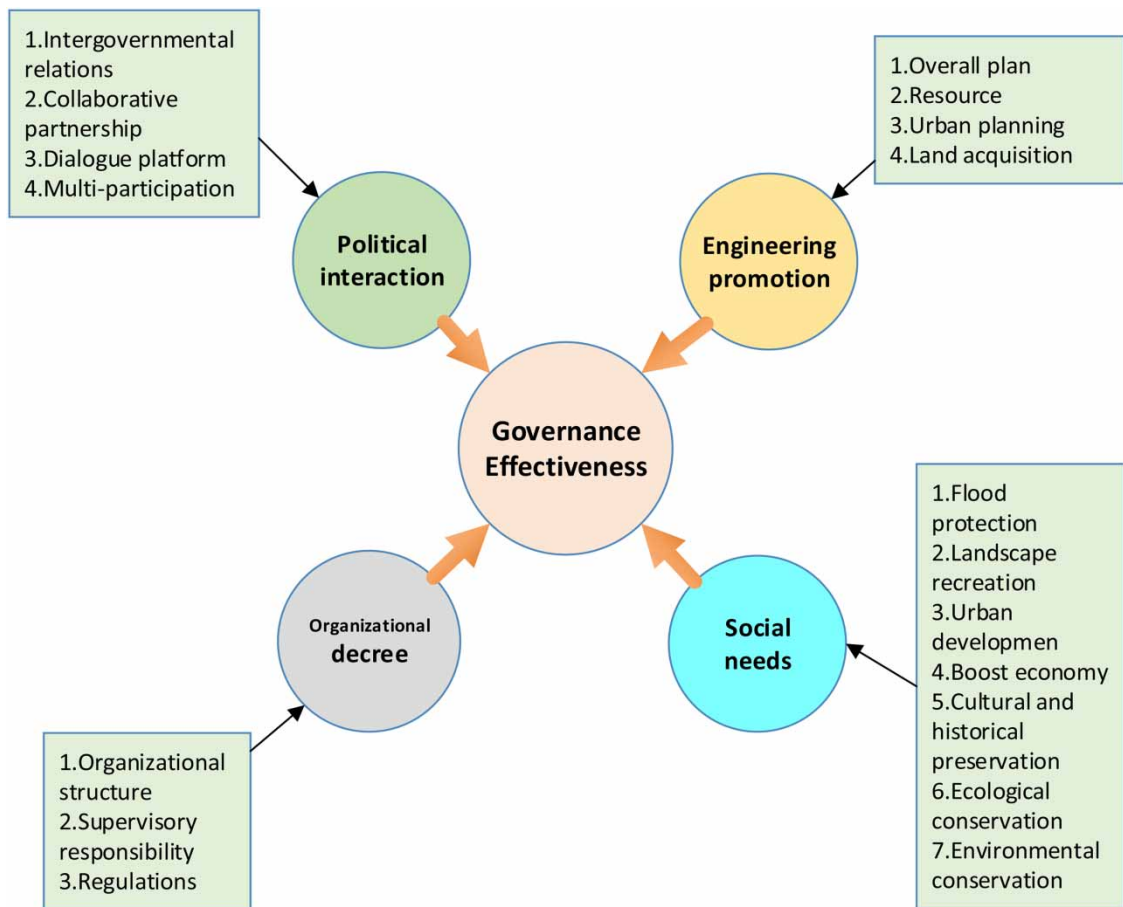 1.Intergovernmental
relations
2.Collaborative
partnership
3.Dialogue platform
4.Multi-participation
1.Overall plan
2.Resource
3.Urban planning
4.Land acquisition
Political
interaction
Engineering
promotion
Governance
Effectiveness
Organizational
decree
Social
needs
1.Organizational
structure
2.Supervisory
responsibility
3.Regulations
1.Flood
protection
2.Landscape
recreation
3.Urban
developmen
4.Boost economy
5.Cultural and
historical
preservation
6.Ecological
conservation
7.Environmental
conservation